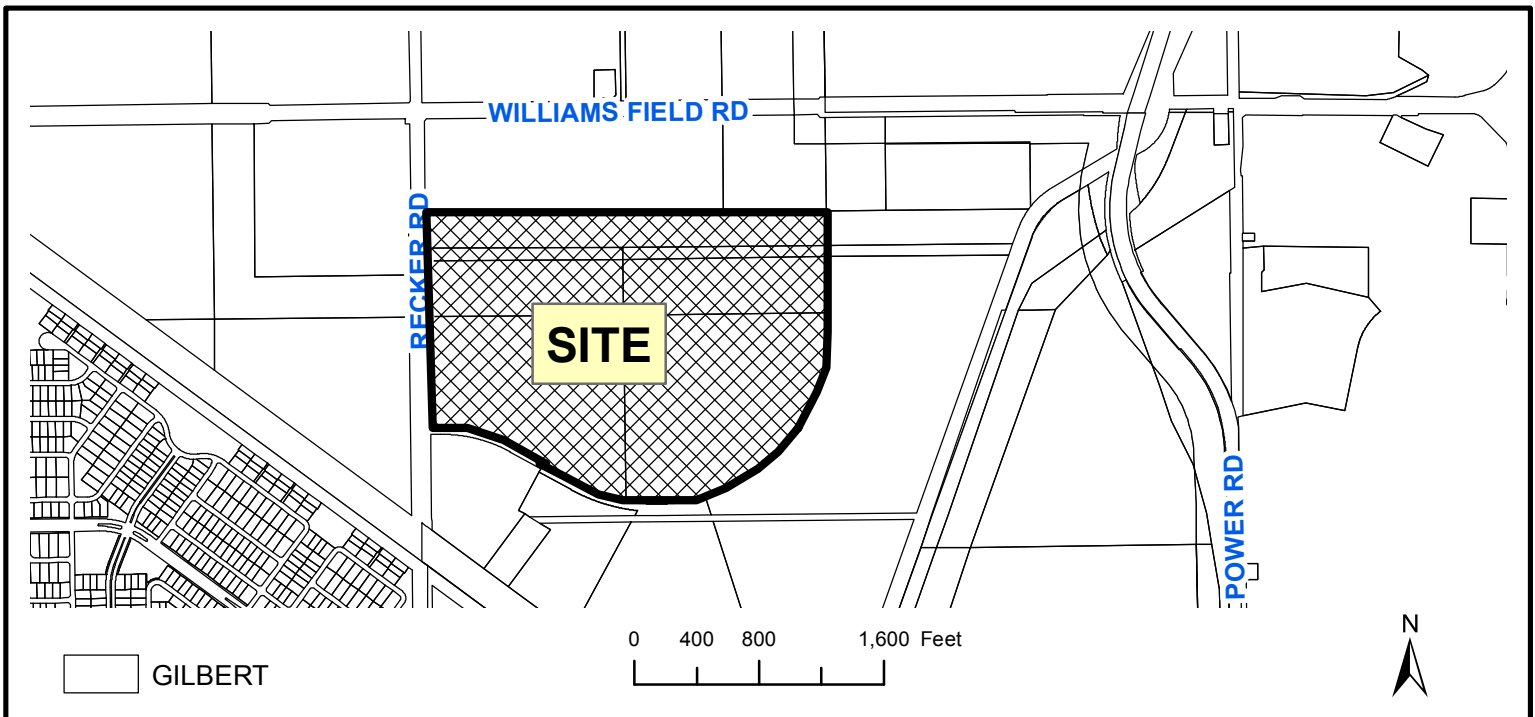 WILLIAMS FIELD RD
RECKER RD
SITE
POWER RD
0 400 800 1,600 Feet
N
GILBERT